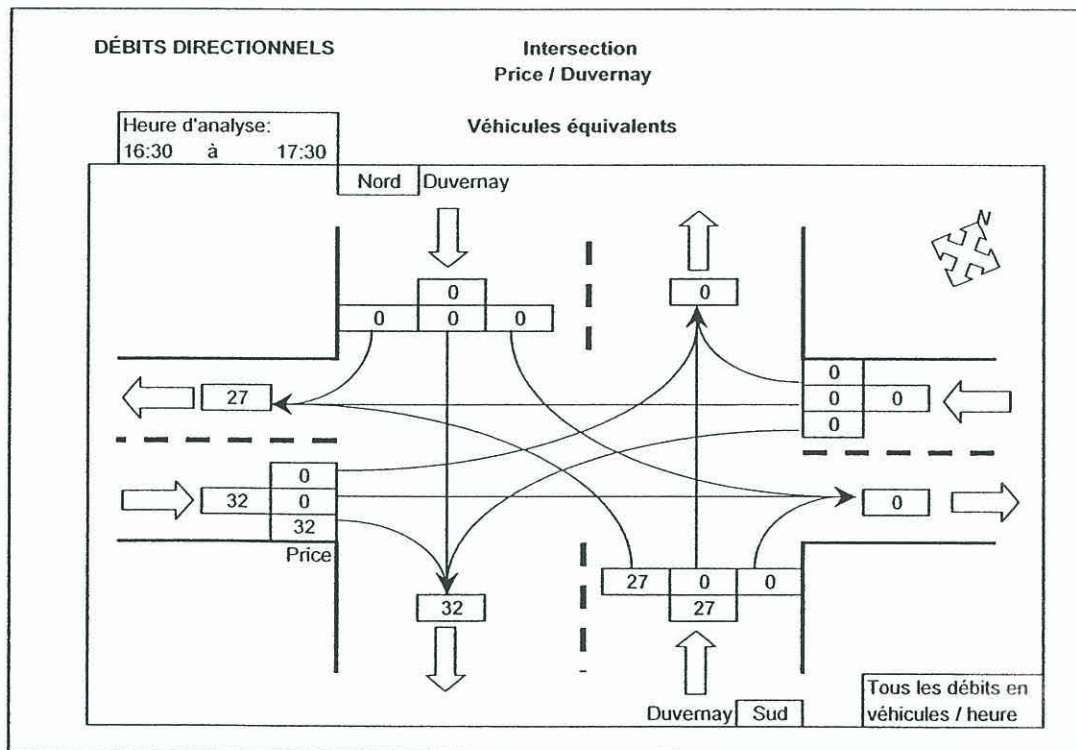 DÉBITS DIRECTIONNELS
Intersection
Price / Duvernay
Heure d'analyse:
16:30 à 17:30
Véhicules équivalents
Nord Duvernay
N
0
0
0 0 0
0
27
0 0
0
0
32 0
32
0
Price
27 0 0
32
27
Duvernay Sud
Tous les débits en
véhicules / heure